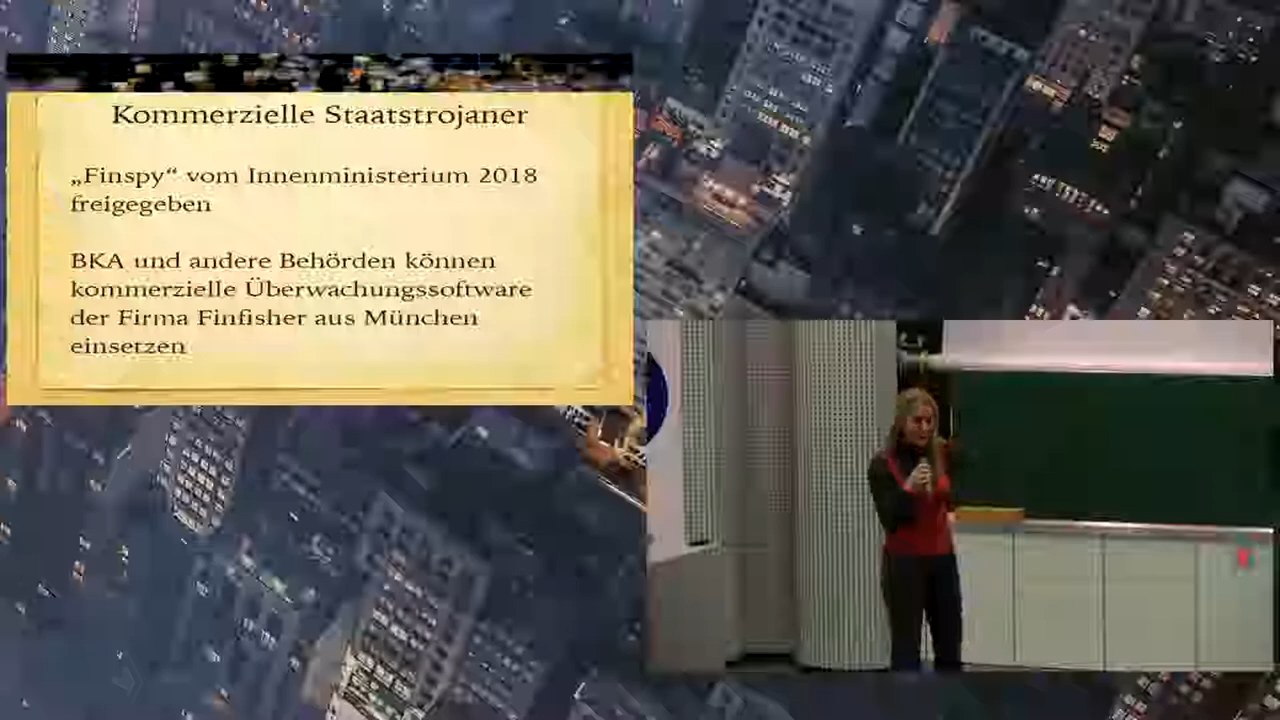 Kommerzielle Staatstrojaner
„Finspy“ vom Innenministerium 2018
freigegeben
BKA und andere Behörden können
kommerzielle Überwachungssoftware
der Firma Finfisher aus München
einsetzen